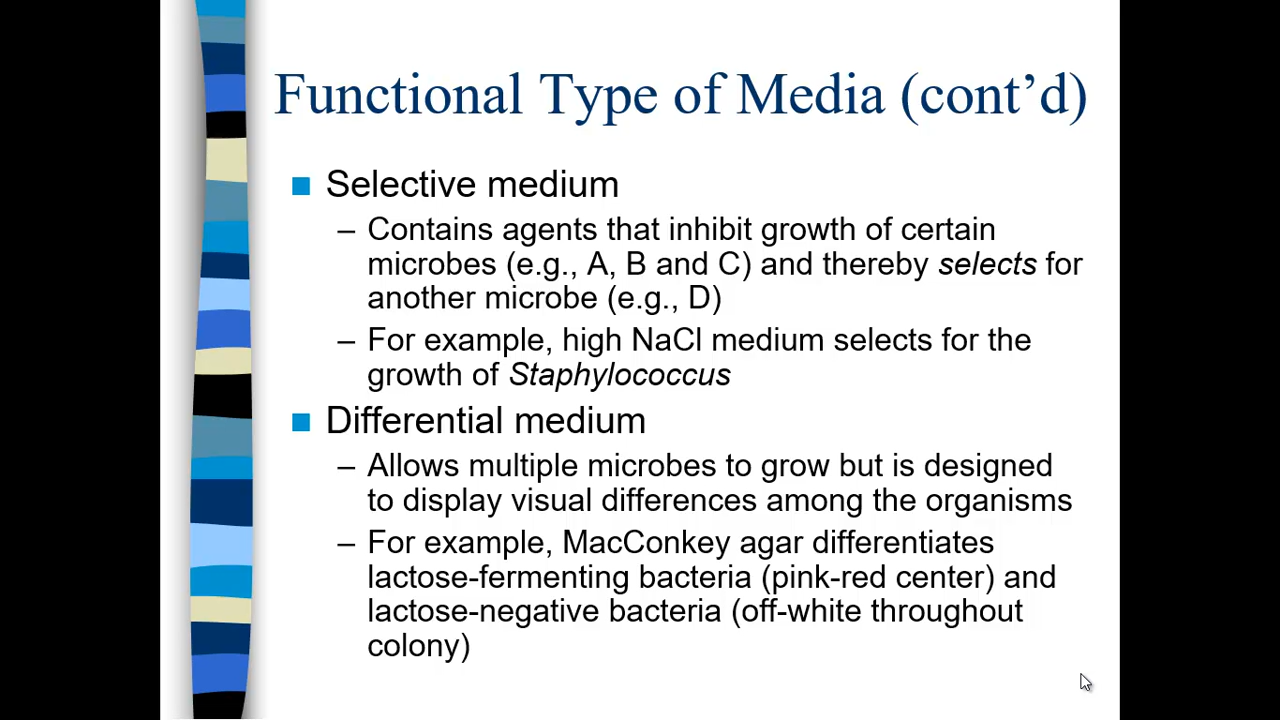 Functional Type of Media (cont’d)
Selective medium
– Contains agents that inhibit growth of certain
microbes (e.g., A, B and C) and thereby selects for
another microbe (e.g., D)
– For example, high NaCl medium selects for the
growth of Staphylococcus
Differential medium
– Allows multiple microbes to grow but is designed
to display visual differences among the organisms
– For example, MacConkey agar differentiates
lactose-fermenting bacteria (pink-red center) and
lactose-negative bacteria (off-white throughout
colony)